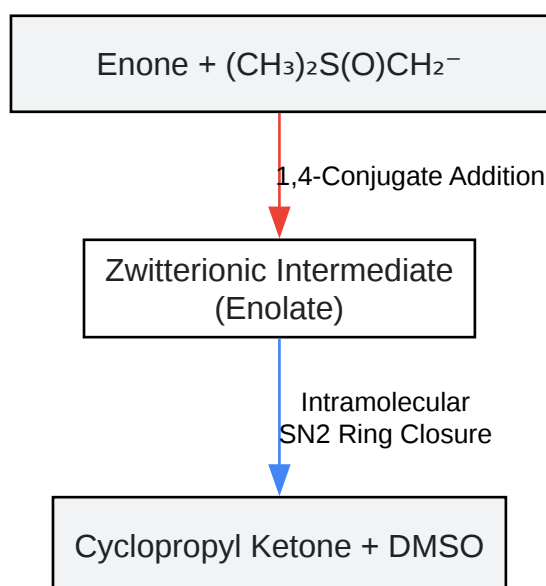 Enone + (CH₃)₂S(O)CH₂⁻
1,4-Conjugate Addition
Zwitterionic Intermediate
(Enolate)
Intramolecular
SN2 Ring Closure
Cyclopropyl Ketone + DMSO